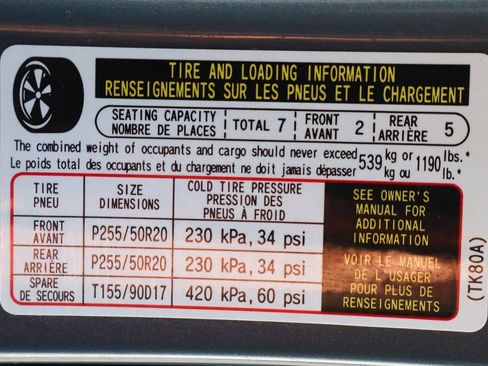 TIRE AND LOADING INFORMATION
RENSEIGNEMENTS SUR LES PNEUS ET LE CHARGEMENT
SEATING CAPACITY
NOMBRE DE PLACES
TOTAL 7
FRONT
AVANT
2
REAR
ARRIÈRE
5
The combined weight of occupants and cargo should never exceed 539 kg or 1190 lbs.*
Le poids total des occupants et du chargement ne doit jamais dépasser kg ou lb.*
TIRE
PNEU
SIZE
DIMENSIONS
COLD TIRE PRESSURE
PRESSION DES
PNEUS À FROID
FRONT
AVANT
P255/50R20
230 kPa, 34 psi
REAR
ARRIÈRE
P255/50R20
230 kPa, 34 psi
SPARE
DE SECOURS
T155/90D17
420 kPa, 60 psi
SEE OWNER'S
MANUAL FOR
ADDITIONAL
INFORMATION
VOIR LE MANUEL
DE L'USAGER
POUR PLUS DE
RENSEIGNEMENTS
(TK80A)